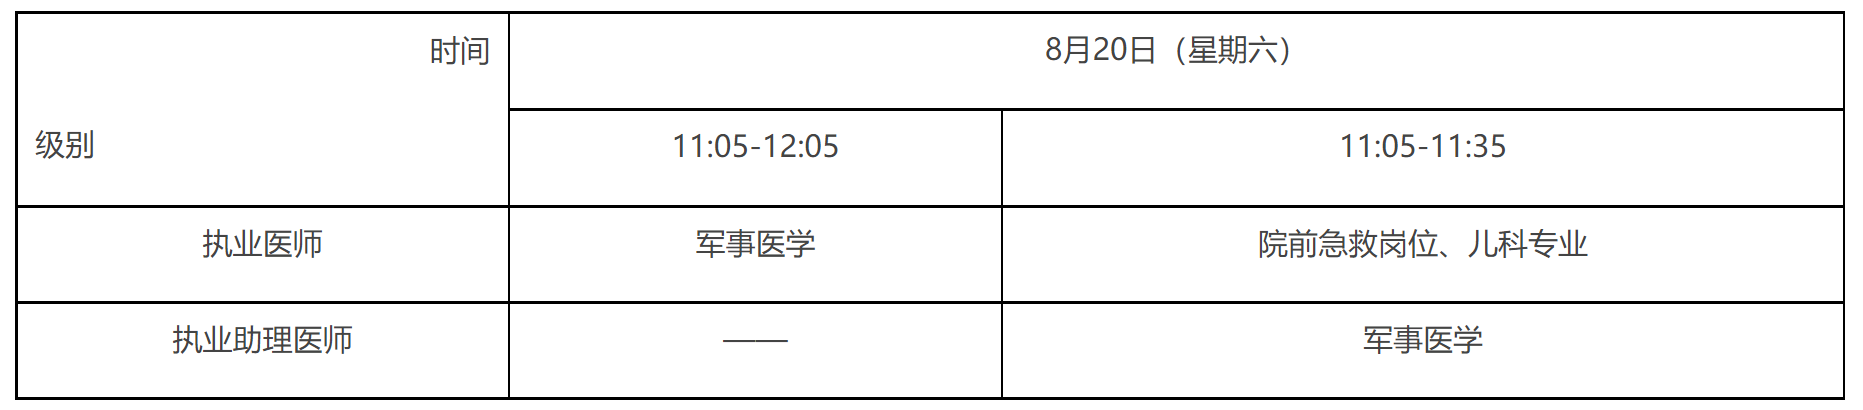 时间
8月20日（星期六）
级别
11:05-12:05
11:05-11:35
执业医师
军事医学
院前急救岗位、儿科专业
执业助理医师
——
军事医学